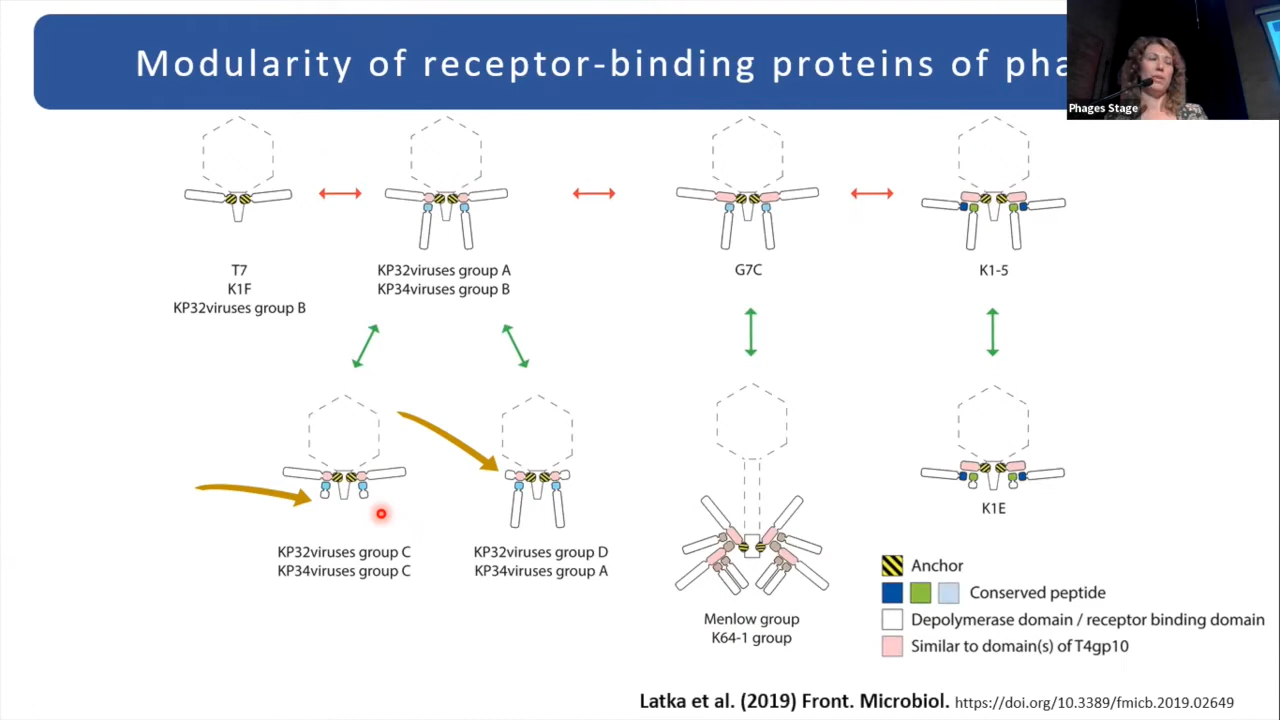 Modularity of receptor-binding proteins of
Phages Stage
T7
K1F
KP32viruses group B
KP32viruses group A
KP34viruses group B
G7C
K1-5
KP32viruses group C
KP34viruses group C
KP32viruses group D
KP34viruses group A
Menlow group
K64-1 group
K1E
Anchor
Conserved peptide
Depolymerase domain / receptor binding domain
Similar to domain(s) of T4gp10
Latka et al. (2019) Front. Microbiol. https://doi.org/10.3389/fmicb.2019.02649